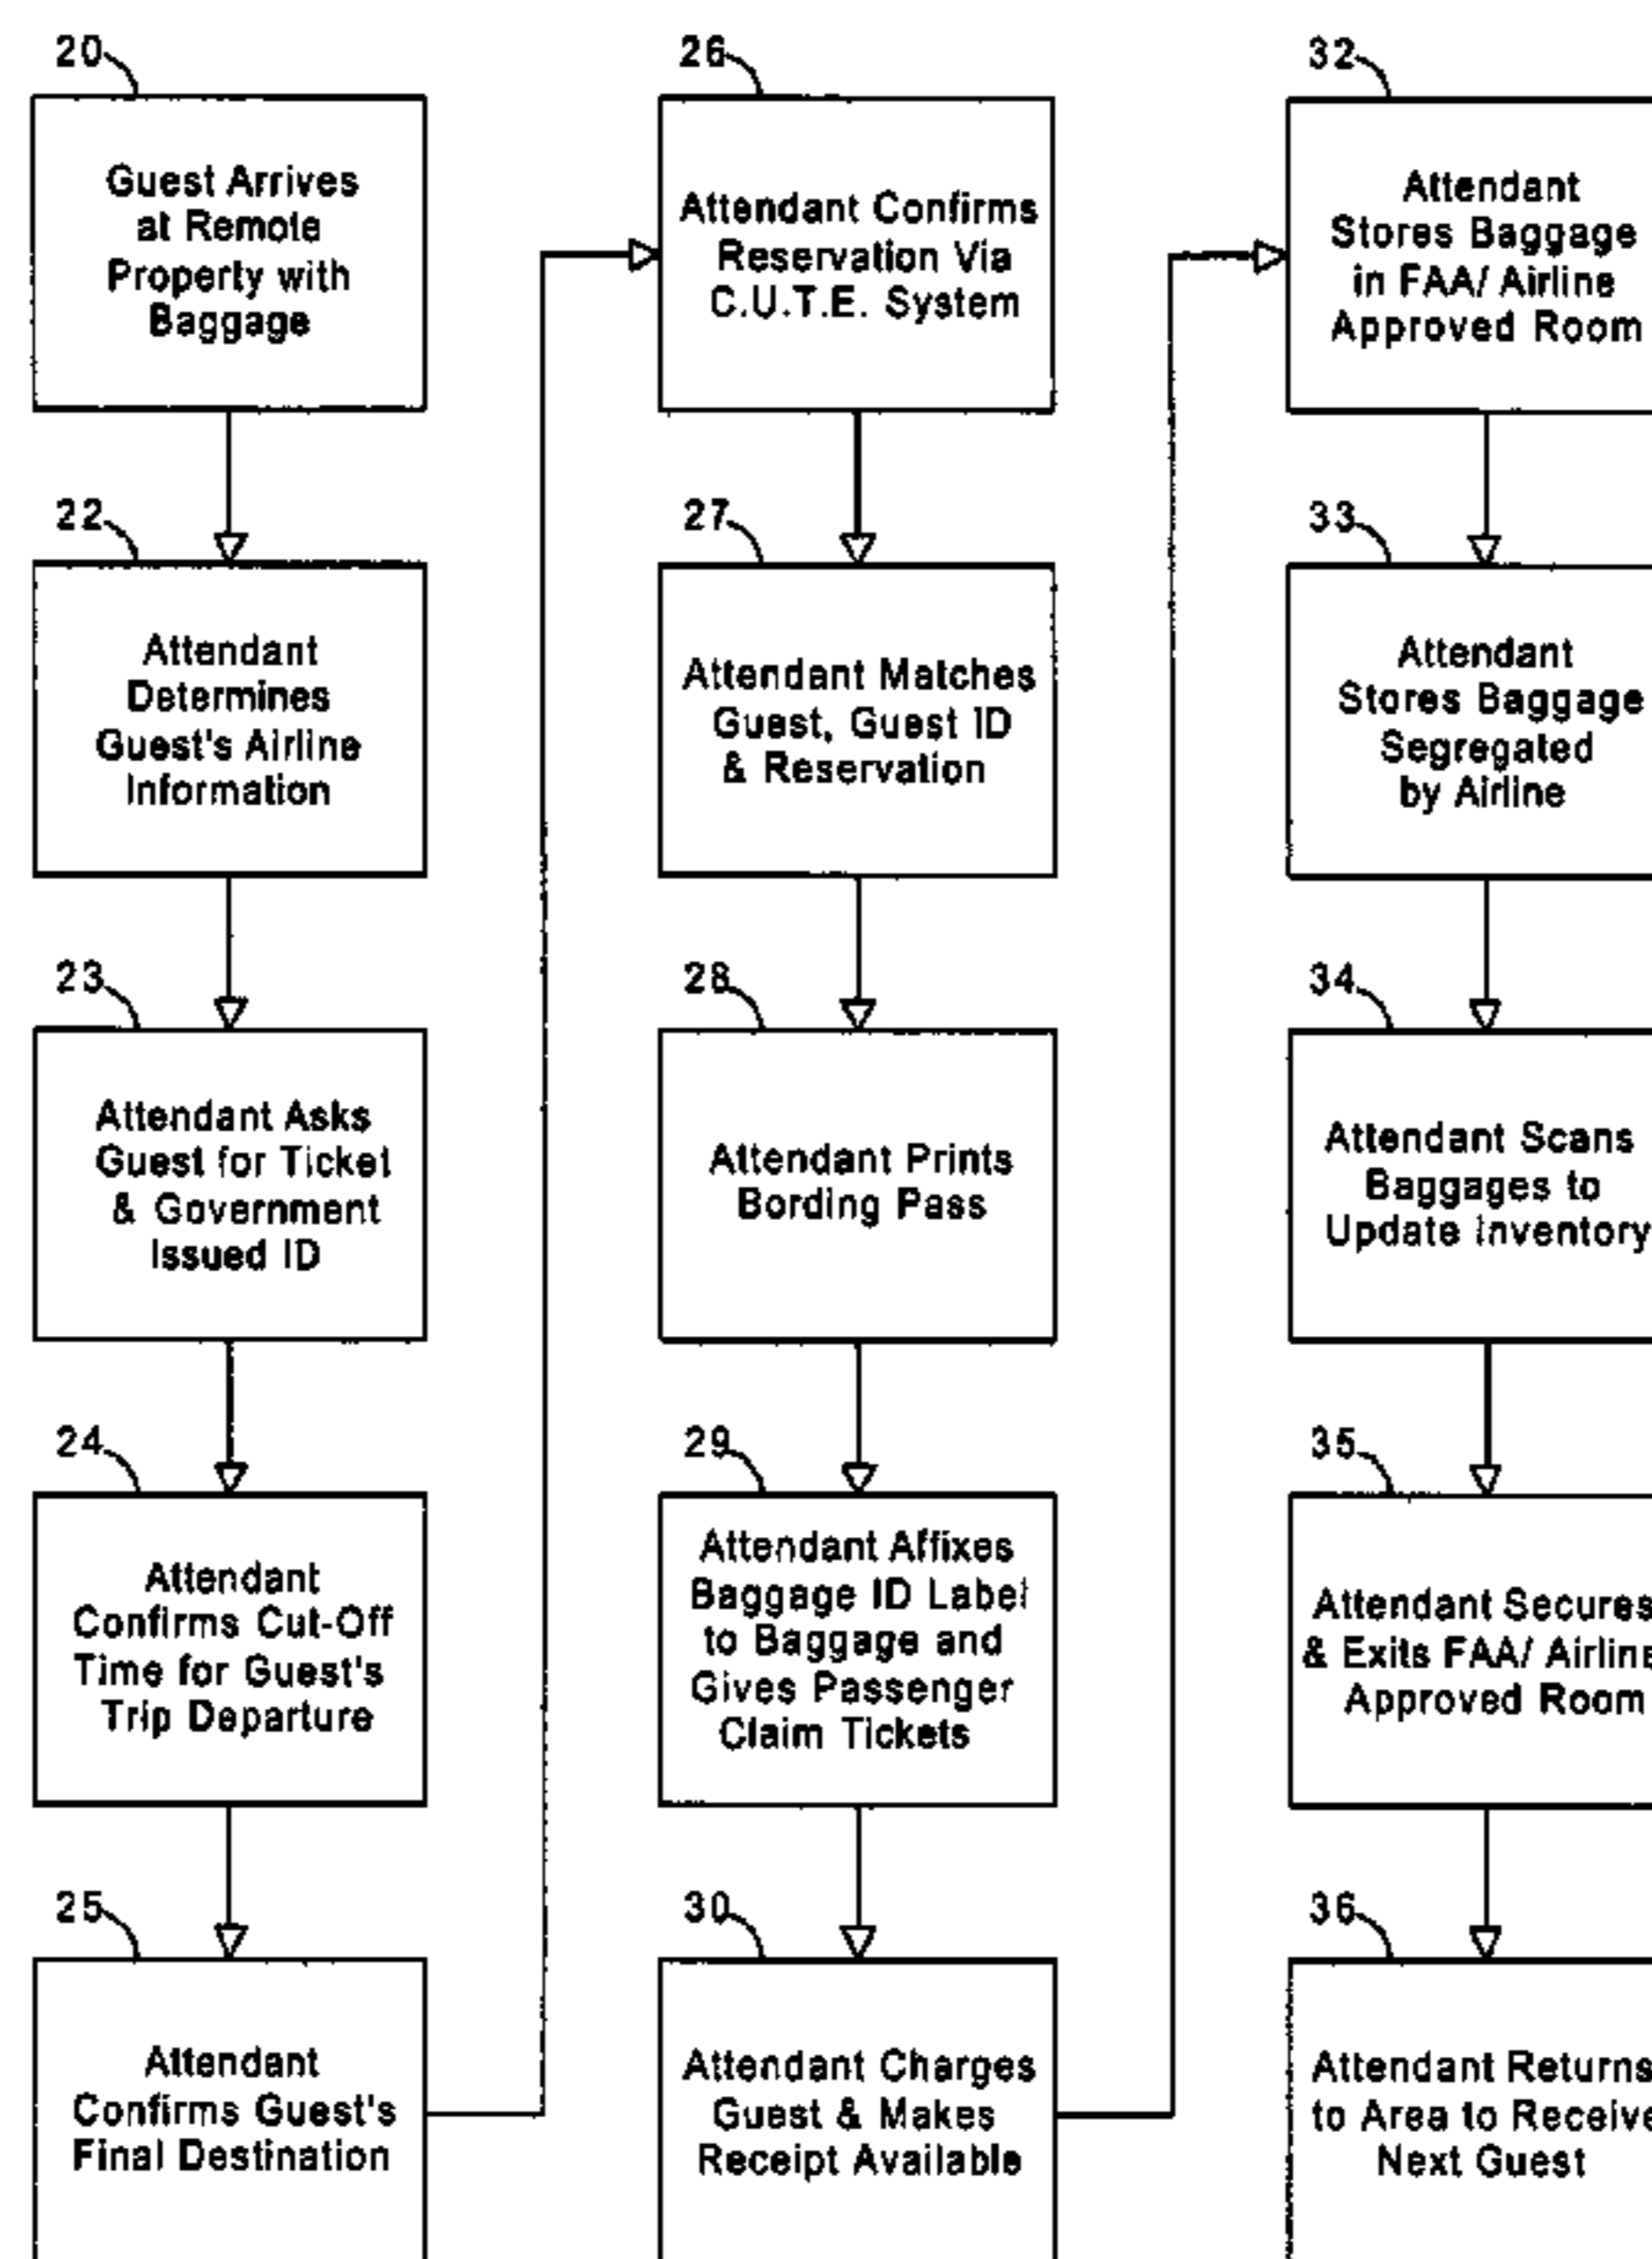 20
Guest Arrives
at Remote
Property with
Baggage
22
Attendant
Determines
Guest's Airline
Information
23
Attendant Asks
Guest for Ticket
& Government
Issued ID
24
Attendant
Confirms Cut-Off
Time for Guest's
Trip Departure
25
Attendant
Confirms Guest's
Final Destination
26
Attendant Confirms
Reservation Via
C.U.T.E. System
27
Attendant Matches
Guest, Guest ID
& Reservation
28
Attendant Prints
Bording Pass
29
Attendant Affixes
Baggage ID Label
to Baggage and
Gives Passenger
Claim Tickets
30
Attendant Charges
Guest & Makes
Receipt Available
32
Attendant
Stores Baggage
in FAA/ Airline
Approved Room
33
Attendant
Stores Baggage
Segregated
by Airline
34
Attendant Scans
Baggages to
Update Inventory
35
Attendant Secures
& Exits FAA/ Airline
Approved Room
36
Attendant Returns
to Area to Receive
Next Guest